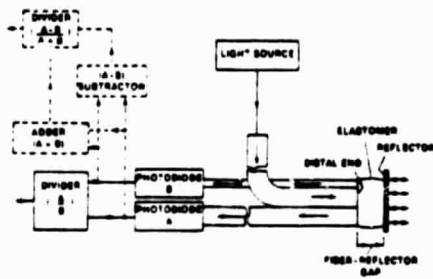 DIVIDER
A-B
A+B
(A-B)
SUBTRACTOR
LIGHT SOURCE
ADDER
(A+B)
ELASTOMER
REFLECTOR
DISTAL END
PHOTODIODE
B
DIVIDER
A
B
PHOTODIODE
A
FIBER-REFLECTOR
GAP